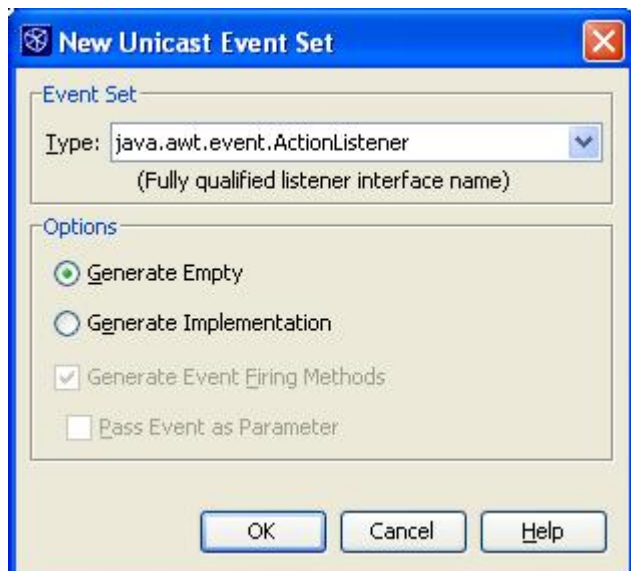 New Unicast Event Set
Event Set
Type: java.awt.event.ActionListener
(Fully qualified listener interface name)
Options
Generate Empty
Generate Implementation
Generate Event Firing Methods
Pass Event as Parameter
OK Cancel Help